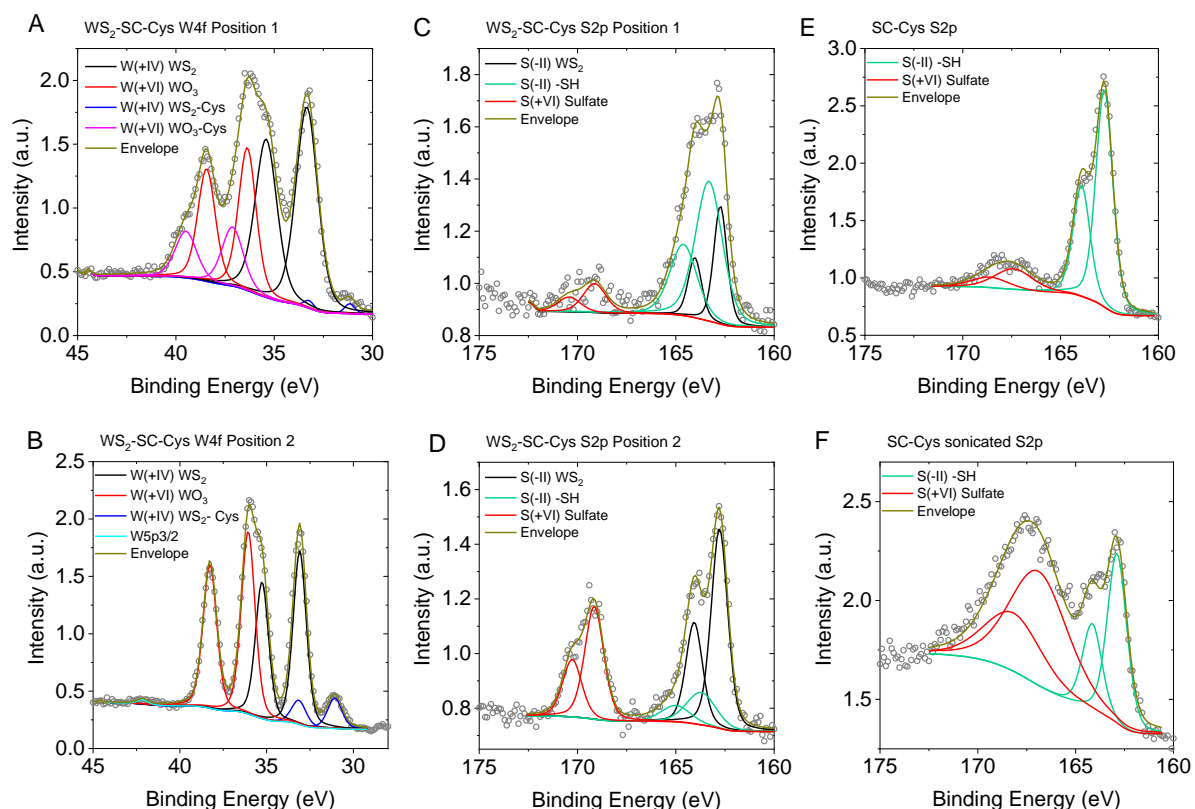 A WS₂-SC-Cys W4f Position 1
W(+IV) WS₂
W(+VI) WO₃
W(+IV) WS₂-Cys
W(+VI) WO₃-Cys
Envelope
Intensity (a.u.)
2.0
1.5
1.0
0.5
0.0
45 40 35 30
Binding Energy (eV)
C WS₂-SC-Cys S2p Position 1
S(-II) WS₂
S(-II) -SH
S(+VI) Sulfate
Envelope
Intensity (a.u.)
1.8
1.6
1.4
1.2
1.0
0.8
175 170 165 160
Binding Energy (eV)
E SC-Cys S2p
S(-II) -SH
S(+VI) Sulfate
Envelope
Intensity (a.u.)
3.0
2.5
2.0
1.5
1.0
0.5
175 170 165 160
Binding Energy (eV)
B WS₂-SC-Cys W4f Position 2
W(+IV) WS₂
W(+VI) WO₃
W(+IV) WS₂- Cys
W5p3/2
Envelope
Intensity (a.u.)
2.5
2.0
1.5
1.0
0.5
0.0
45 40 35 30
Binding Energy (eV)
D WS₂-SC-Cys S2p Position 2
S(-II) WS₂
S(-II) -SH
S(+VI) Sulfate
Envelope
Intensity (a.u.)
1.6
1.4
1.2
1.0
0.8
175 170 165 160
Binding Energy (eV)
F SC-Cys sonicated S2p
S(-II) -SH
S(+VI) Sulfate
Envelope
Intensity (a.u.)
2.5
2.0
1.5
175 170 165 160
Binding Energy (eV)